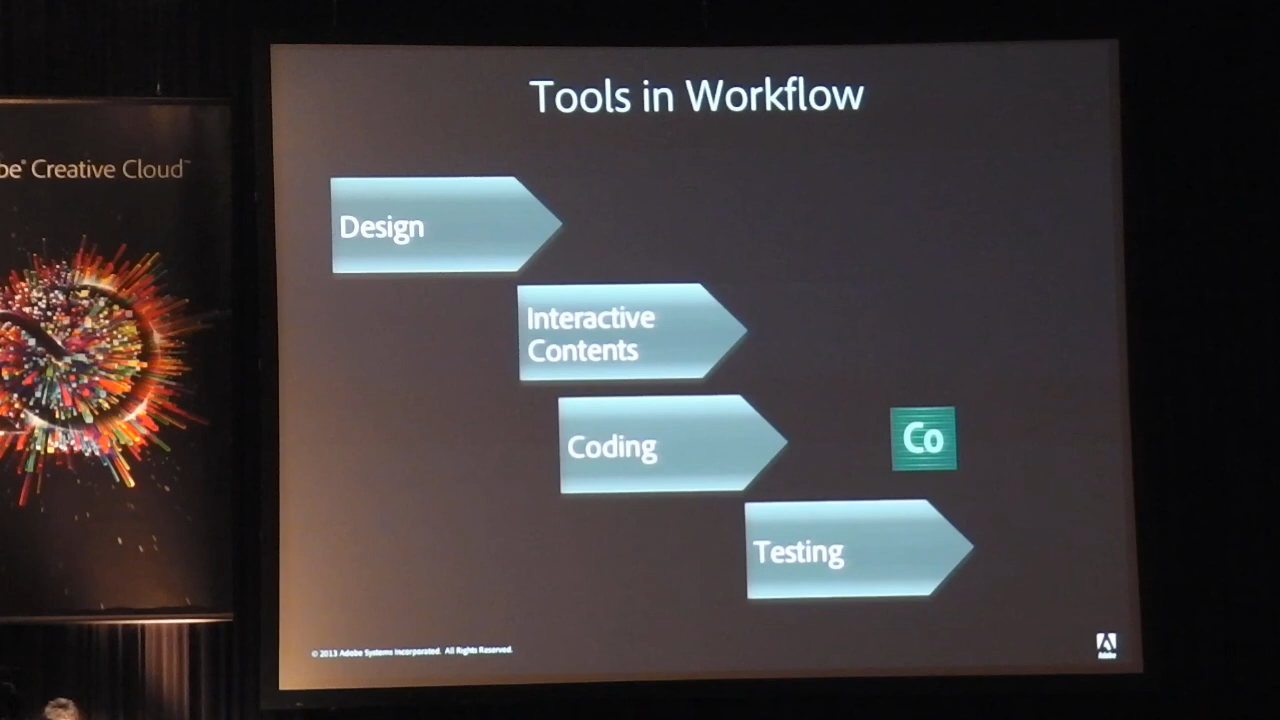 be® Creative Cloud™
Tools in Workflow
Design
Interactive
Contents
Coding
Co
Testing
© 2013 Adobe Systems Incorporated. All Rights Reserved.
Adobe